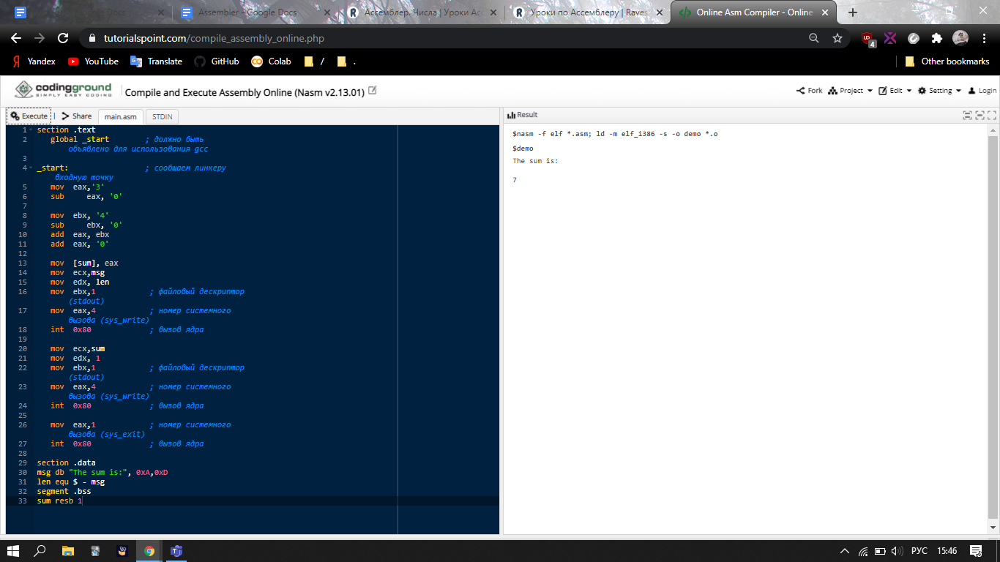 Docs
Assembler - Google Docs
Ассемблер. Числа | Уроки Асс
Уроки по Ассемблеру | Raves
Online Asm Compiler - Online
tutorialspoint.com/compile_assembly_online.php
4
Yandex
YouTube
Translate
GitHub
Colab
/
.
Other bookmarks
codingground
SIMPLY EASY CODING
Compile and Execute Assembly Online (Nasm v2.13.01)
Fork
Project
Edit
Setting
Login
Execute
| Share
main.asm
STDIN
Result
1 section .text
2 global _start ; должно быть
объявлено для использования gcc
3
4 _start: ; сообщаем линкеру
входную точку
5 mov eax,'3'
6 sub eax, '0'
7
8 mov ebx, '4'
9 sub ebx, '0'
10 add eax, ebx
11 add eax, '0'
12
13 mov [sum], eax
14 mov ecx,msg
15 mov edx, len
16 mov ebx,1 ; файловый дескриптор
(stdout)
17 mov eax,4 ; номер системного
вызова (sys_write)
18 int 0x80 ; вызов ядра
19
20 mov ecx,sum
21 mov edx, 1
22 mov ebx,1 ; файловый дескриптор
(stdout)
23 mov eax,4 ; номер системного
вызова (sys_write)
24 int 0x80 ; вызов ядра
25
26 mov eax,1 ; номер системного
вызова (sys_exit)
27 int 0x80 ; вызов ядра
28
29 section .data
30 msg db "The sum is:", 0xA,0xD
31 len equ $ - msg
32 segment .bss
33 sum resb 1
$nasm -f elf *.asm; ld -m elf_i386 -s -o demo *.o
$demo
The sum is:
7
РУС
15:46